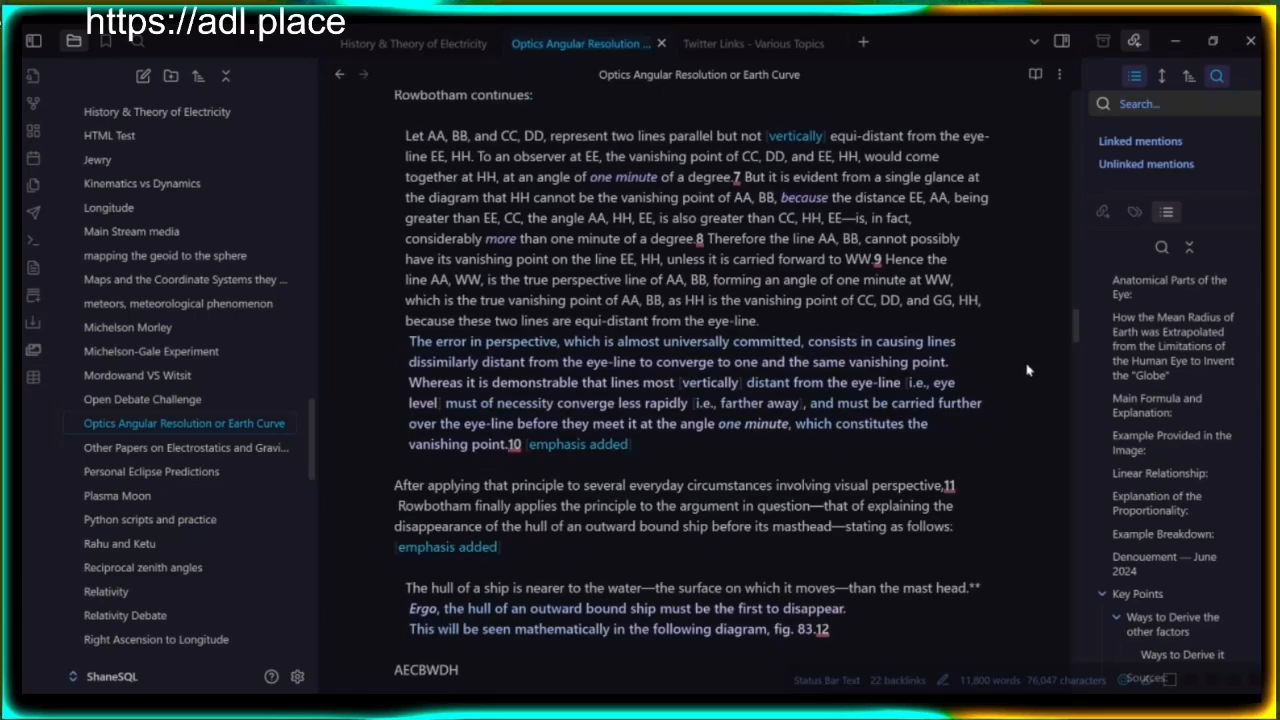 https://adl.place
History & Theory of Electricity
Optics Angular Resolution ...
Twitter Links - Various Topics
Optics Angular Resolution or Earth Curve
History & Theory of Electricity
HTML Test
Jewry
Kinematics vs Dynamics
Longitude
Main Stream media
mapping the geoid to the sphere
Maps and the Coordinate Systems they ...
meteors, meteorological phenomenon
Michelson Morley
Michelson-Gale Experiment
Mordowand VS Witsit
Open Debate Challenge
Optics Angular Resolution or Earth Curve
Other Papers on Electrostatics and Gravi...
Personal Eclipse Predictions
Plasma Moon
Python scripts and practice
Rahu and Ketu
Reciprocal zenith angles
Relativity
Relativity Debate
Right Ascension to Longitude
ShaneSQL
Rowbotham continues:
Let AA, BB, and CC, DD, represent two lines parallel but not [vertically] equi-distant from the eye-
line EE, HH. To an observer at EE, the vanishing point of CC, DD, and EE, HH, would come
together at HH, at an angle of one minute of a degree.7 But it is evident from a single glance at
the diagram that HH cannot be the vanishing point of AA, BB, because the distance EE, AA, being
greater than EE, CC, the angle AA, HH, EE, is also greater than CC, HH, EE—is, in fact,
considerably more than one minute of a degree.8 Therefore the line AA, BB, cannot possibly
have its vanishing point on the line EE, HH, unless it is carried forward to WW.9 Hence the
line AA, WW, is the true perspective line of AA, BB, forming an angle of one minute at WW,
which is the true vanishing point of AA, BB, as HH is the vanishing point of CC, DD, and GG, HH,
because these two lines are equi-distant from the eye-line.
The error in perspective, which is almost universally committed, consists in causing lines
dissimilarly distant from the eye-line to converge to one and the same vanishing point.
Whereas it is demonstrable that lines most [vertically] distant from the eye-line [i.e., eye
level] must of necessity converge less rapidly [i.e., farther away], and must be carried further
over the eye-line before they meet it at the angle one minute, which constitutes the
vanishing point.10 [emphasis added]
After applying that principle to several everyday circumstances involving visual perspective,11
Rowbotham finally applies the principle to the argument in question—that of explaining the
disappearance of the hull of an outward bound ship before its masthead—stating as follows:
[emphasis added]
The hull of a ship is nearer to the water—the surface on which it moves—than the mast head.**
Ergo, the hull of an outward bound ship must be the first to disappear.
This will be seen mathematically in the following diagram, fig. 83.12
AECBWDH
Status Bar Text 22 backlinks 11,800 words 76,047 characters
Search...
Linked mentions
Unlinked mentions
Anatomical Parts of the
Eye:
How the Mean Radius of
Earth was Extrapolated
from the Limitations of
the Human Eye to Invent
the "Globe"
Main Formula and
Explanation:
Example Provided in the
Image:
Linear Relationship:
Explanation of the
Proportionality:
Example Breakdown:
Denouement — June
2024
Key Points
Ways to Derive the
other factors
Ways to Derive it
Sources: